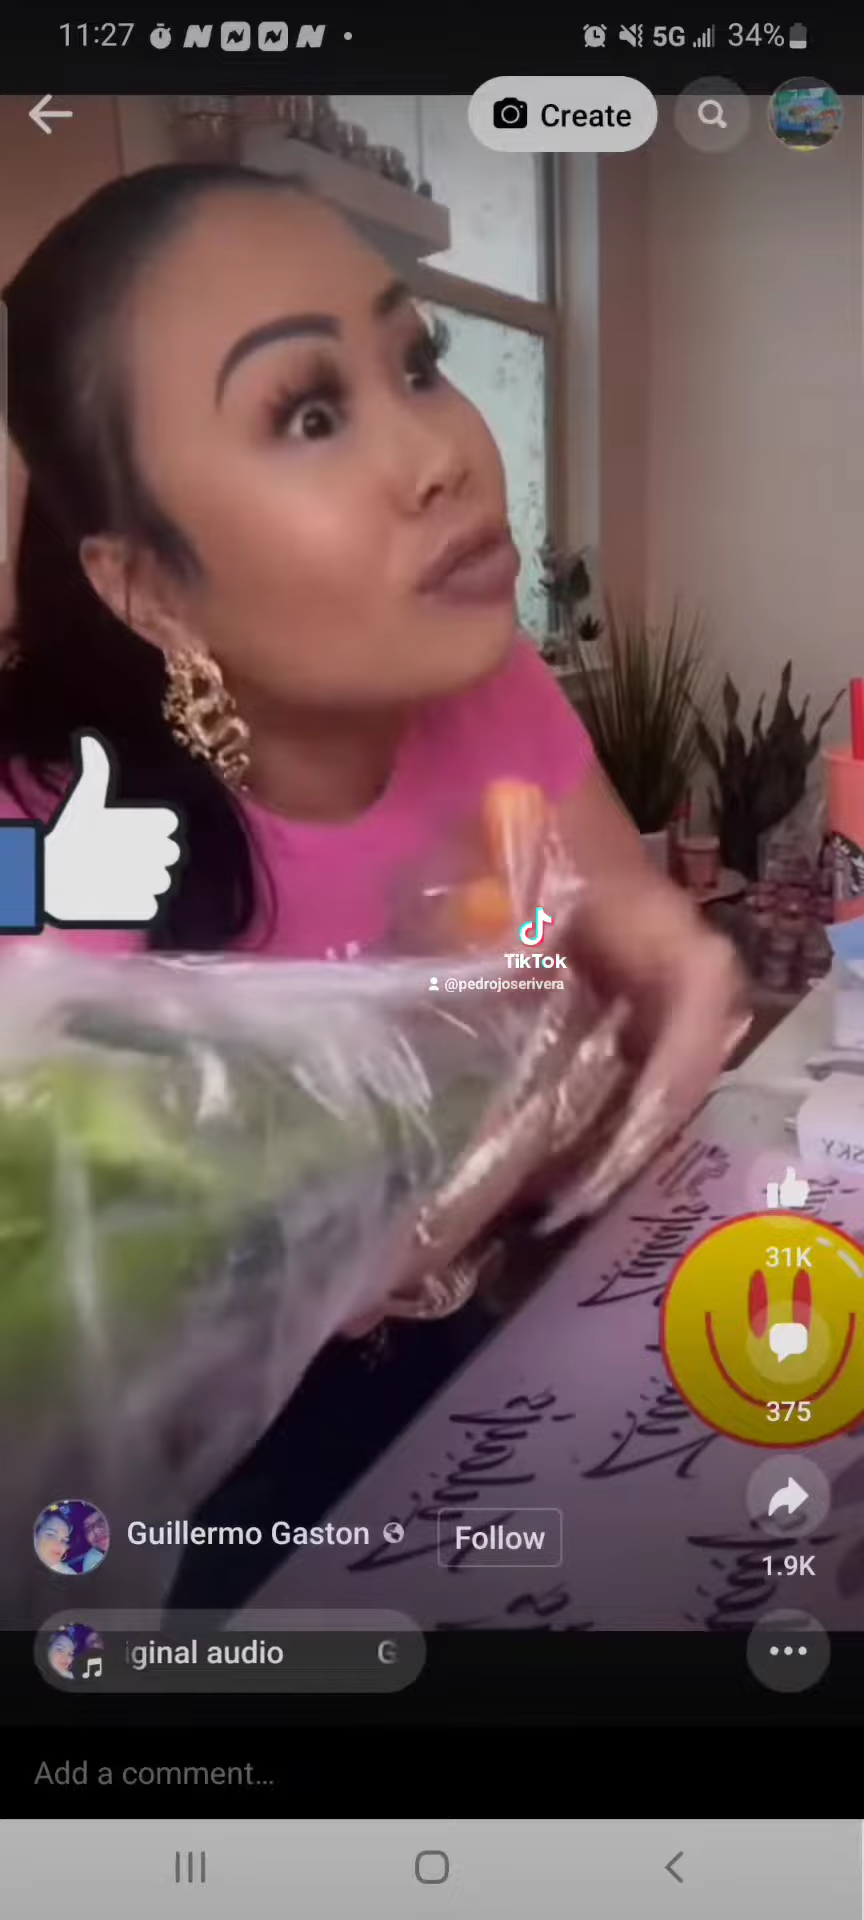 11:27
5G
34%
Create
TikTok
@pedrojoserivera
31K
375
Guillermo Gaston
Follow
1.9K
iginal audio G
Add a comment...